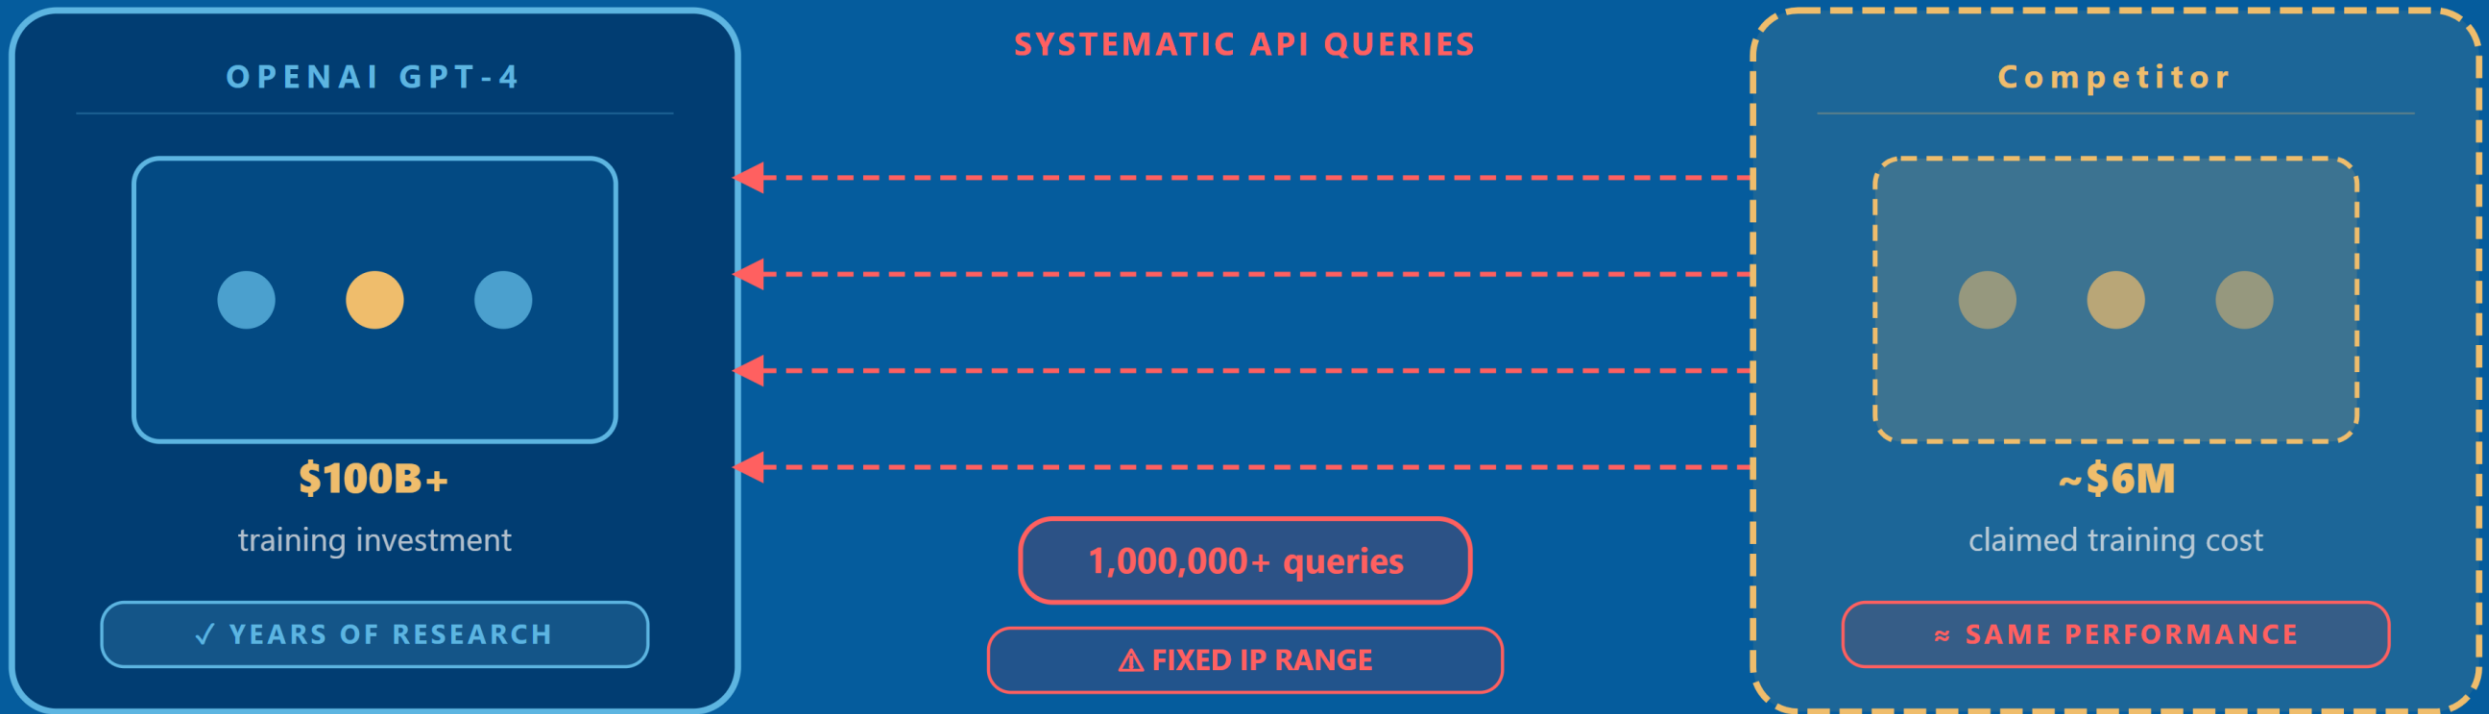 OPENAI GPT-4
$100B+
training investment
✓ YEARS OF RESEARCH
SYSTEMATIC API QUERIES
1,000,000+ queries
⚠ FIXED IP RANGE
Competitor
~$6M
claimed training cost
≈ SAME PERFORMANCE